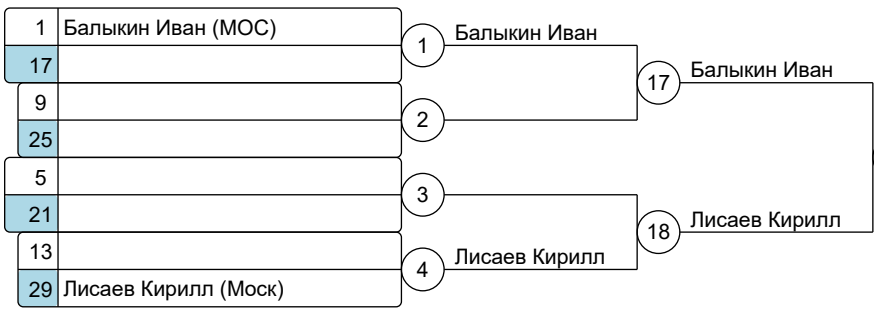 1 Балыкин Иван (МОС)
17
9
25
5
21
13
29 Лисаев Кирилл (Моск)
1 Балыкин Иван
2
3
4 Лисаев Кирилл
17 Балыкин Иван
18 Лисаев Кирилл